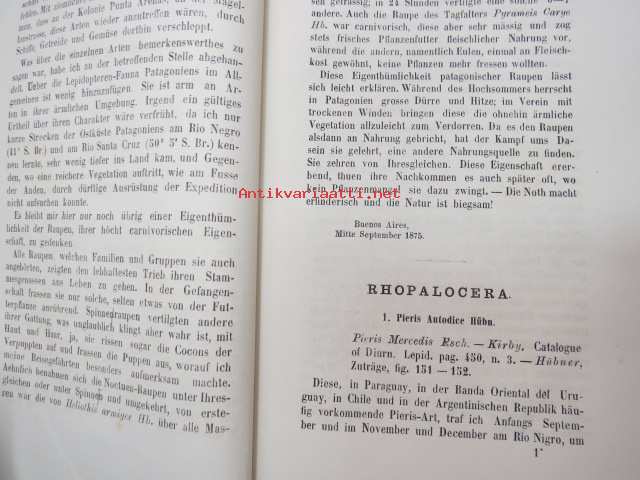 fehlen. Mit ziemlicher
dass an der Kolonie Punta Arenas, an der Magel-
laustrosse, diese Arten wieder anzutreffen wären, durch
Schiffe, Getreide und Gemüse dorthin verschleppt.
Was über die einzelnen Arten bemerkenswerthes zu
sagen war, habe ich an der betreffenden Stelle abgehan-
delt. Ueber die Lepidopteren-Fauna Patagoniens im All-
gemeinen ist wenig hinzuzufügen. Sie ist arm an Ar-
ten in ihrer ärmlichen Umgebung. Irgend ein gültiges
Urtheil über ihren Charakter wäre verfrüht, da ich nur
kurze Strecken der Ostküste Patagoniens am Rio Negro
(41° S. Br.) und am Rio Santa Cruz (50° 5' S. Br.) ken-
nen lernte, sehr wenig tiefer ins Land kam, und Gegen-
den, wo eine reichere Vegetation auftritt, wie am Fusse
der Anden, durch dürftige Ausrüstung der Expedition
nicht aufsuchen konnte.
Es bleibt mir hier nur noch übrig einer Eigenthüm-
lichkeit der Raupen, ihrer höcht carnivorischen Eigen-
schaft, zu gedenken
Alle Raupen welchen Familien und Gruppen sie auch
angehörten, zeigten den lebhaftesten Trieb ihren Stam-
mesgenossen ans Leben zu gehen. In der Gefangen-
schaft frassen sie nur solche, selten etwas von der Fut-
terpflanze anrührend. Spinnerraupen vertilgten andere
ihrer Gattung, was unglaublich klingt aber wahr ist, mit
Haut und Haar, ja, sie rissen sogar die Cocons der
Verpuppten auf und frassen die Puppen aus, worauf ich
meine Reisegefährten besonders aufmerksam machte.
Aehnlich benahmen sich die Noctuen-Raupen unter Ihres-
gleichen oder unter Spinnern und umgekehrt, von erste-
ren war die von Heliothis armigera Hb. über alle Mas-
sen gefrässig; in 24 Stunden vertilgte eine solche
andere. Auch die Raupe des Tagfalters Pyrameis Carye
Hb. war carnivorisch, diese aber sehr mässig und zog
stets frisches Pflanzenfutter fleischlicher Nahrung vor,
während die andern, namentlich Eulen, einmal an Fleisch-
kost gewöhnt, keine Pflanzen mehr fressen wollten.
Diese Eigenthümlichkeit patagonischer Raupen lässt
sich leicht erklären. Während des Hochsommers herrscht
in Patagonien grosse Dürre und Hitze; im Verein mit
trockenen Winden bringen diese die ohnehin ärmliche
Vegetation allzuleicht zum Verdorren. Da es den Raupen
alsdann an Nahrung gebricht, hat der Kampf ums Da-
sein sie gelehrt, eine andere Nahrungsquelle zu finden.
Sie zehren von Ihresgleichen. Diese Eigenschaft erer-
bend, thuen ihre Nachkommen es auch später oft, wo
kein Pflanzenmangel sie dazu zwingt. — Die Noth macht
erfinderisch und die Natur ist biegsam!
Buenos Aires,
Mitte September 1875.
RHOPALOCERA.
1. Pieris Autodice Hübn.
Pieris Mercedis Esch. — Kirby. Catalogue
of Diurn. Lepid. pag. 450, n. 3. — Hübner,
Zuträge, fig. 151 — 152.
Diese, in Paraguay, in der Banda Oriental del Uru-
guay, in Chile und in der Argentinischen Republik häu-
fig vorkommende Pieris-Art, traf ich Anfangs Septem-
ber und im November und December am Rio Nigro, um
1*
Antikvariaatti.net